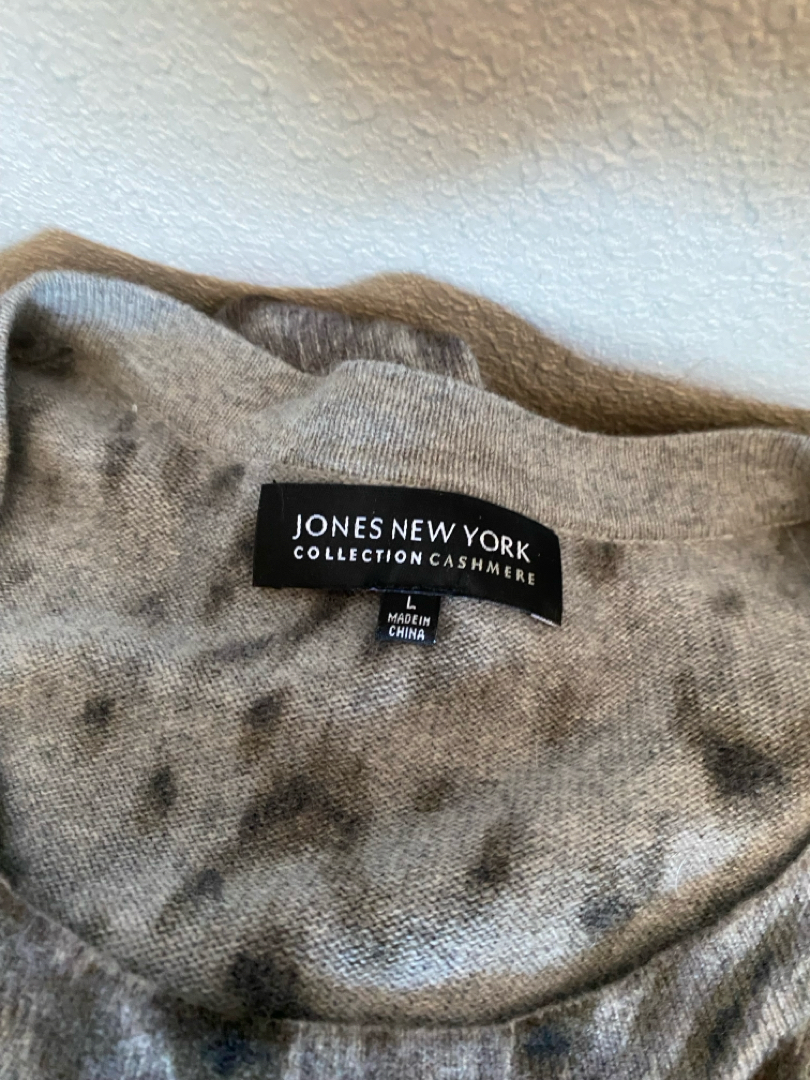 JONES NEW YORK
COLLECTION CASHMERE
L
MADE IN
CHINA